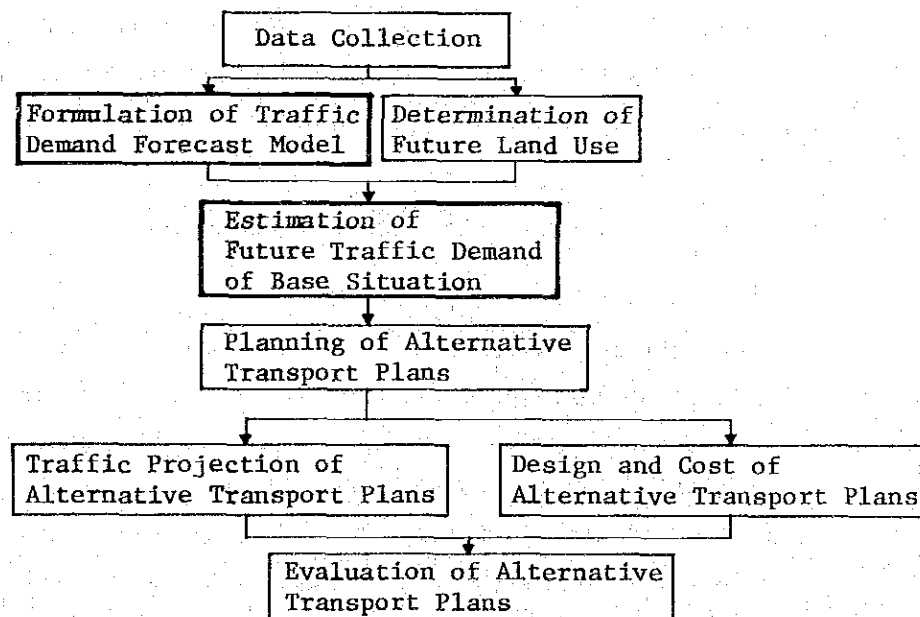 Data Collection
Formulation of Traffic
Demand Forecast Model
Determination of
Future Land Use
Estimation of
Future Traffic Demand
of Base Situation
Planning of Alternative
Transport Plans
Traffic Projection of
Alternative Transport Plans
Design and Cost of
Alternative Transport Plans
Evaluation of Alternative
Transport Plans